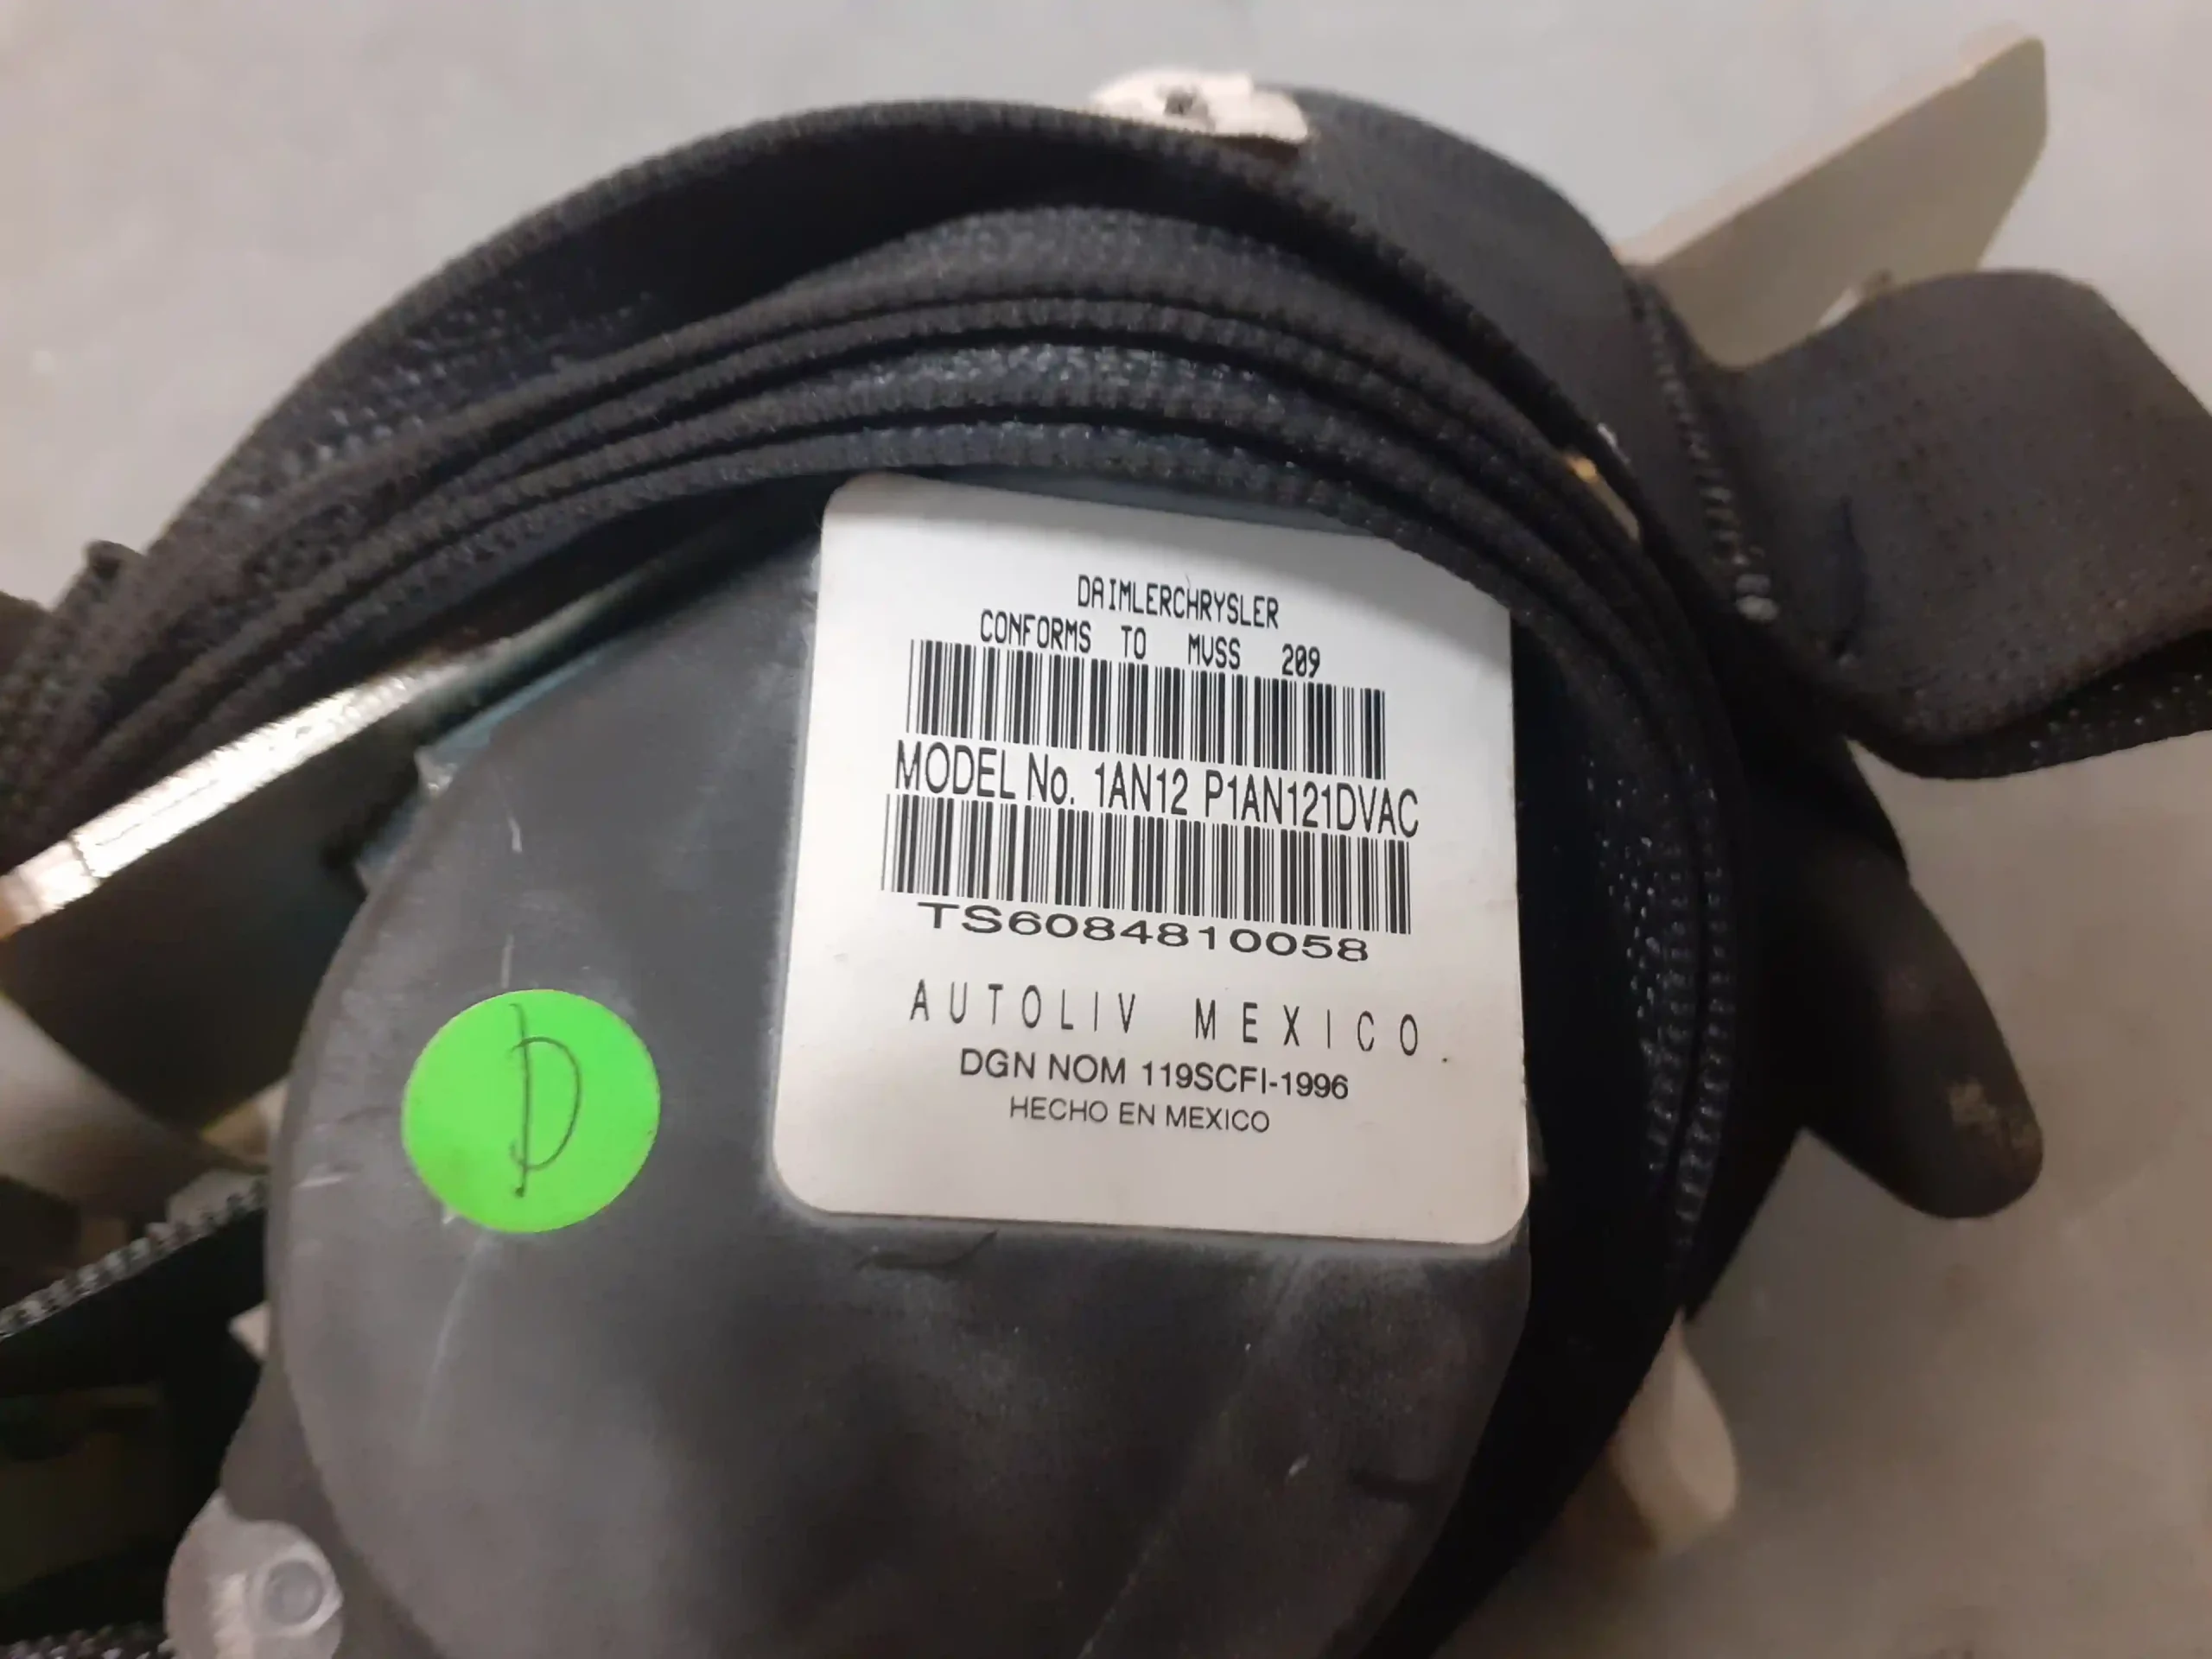 DAIMLERCHRYSLER
CONFORMS TO MVSS 209
MODEL No. 1AN12 P1AN121DVAC
TS6084810058
AUTOLIV MEXICO.
DGN NOM 119SCFI-1996
HECHO EN MEXICO
D